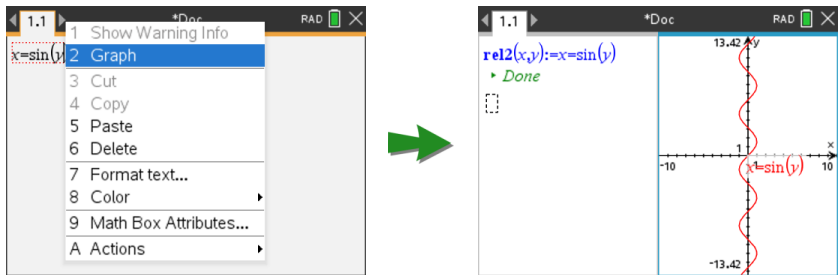 1.1 *Doc RAD
x=sin(y
1 Show Warning Info
2 Graph
3 Cut
4 Copy
5 Paste
6 Delete
7 Format text...
8 Color
9 Math Box Attributes...
A Actions
1.1 *Doc RAD
rel2(x,y):=x=sin(y)
▸ Done
13.42 y
1 x
-10 1 10
x=sin(y)
-13.42